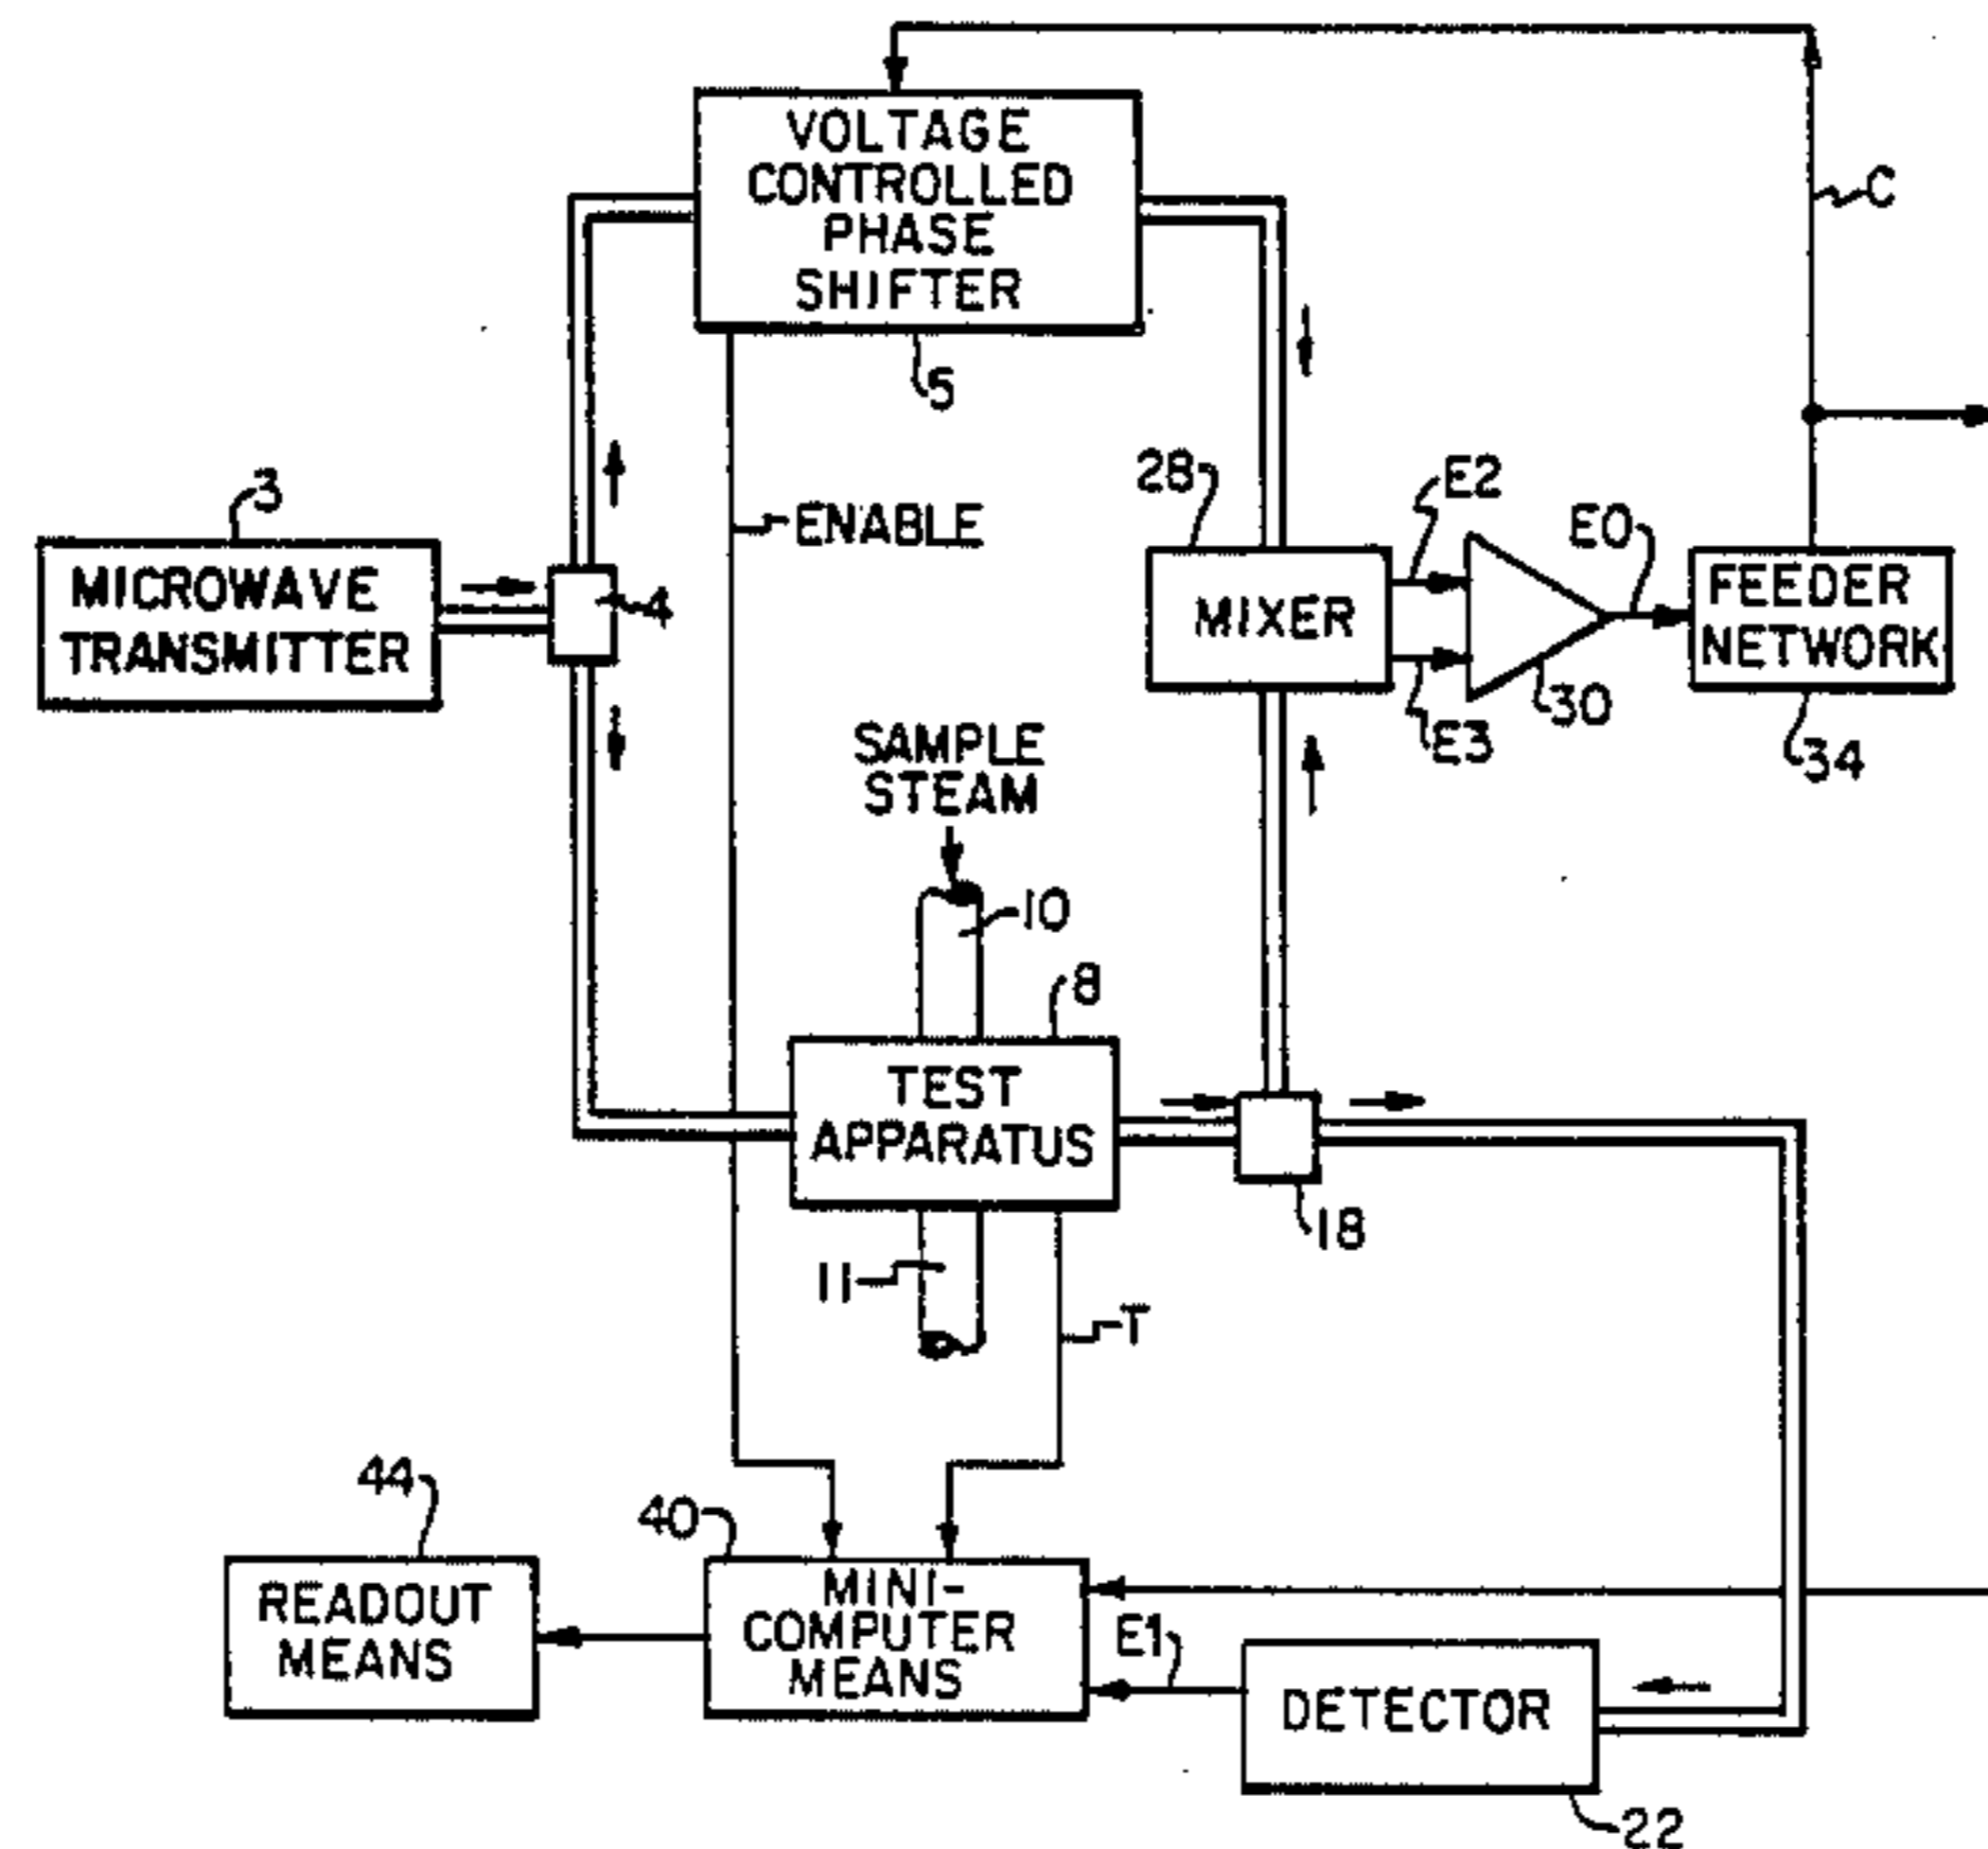 VOLTAGE
CONTROLLED
PHASE
SHIFTER
C
5
3
ENABLE
28
E2
E0
MICROWAVE
TRANSMITTER
4
MIXER
FEEDER
NETWORK
E3
30
34
SAMPLE
STEAM
10
8
TEST
APPARATUS
18
11
T
44
40
READOUT
MEANS
MINI-
COMPUTER
MEANS
E1
DETECTOR
22